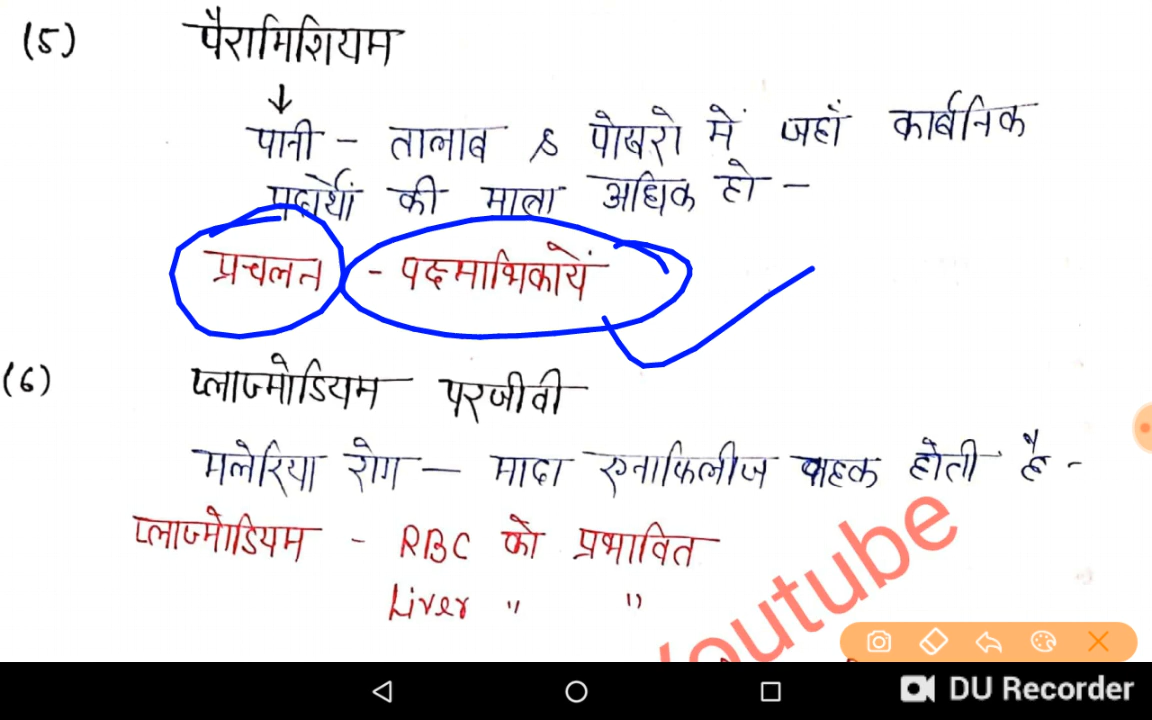 (5) पैरामिशियम
↓
पानी - तालाब & पोखरो में जहाँ कार्बनिक
पदार्थों की मात्रा अधिक हो -
प्रचलन - पक्ष्माभिकायें
(6) प्लाज्मोडियम परजीवी
मलेरिया रोग - मादा एनाफिलीज वाहक होती है -
प्लाज्मोडियम - RBC को प्रभावित
Liver " "
Youtube
DU Recorder